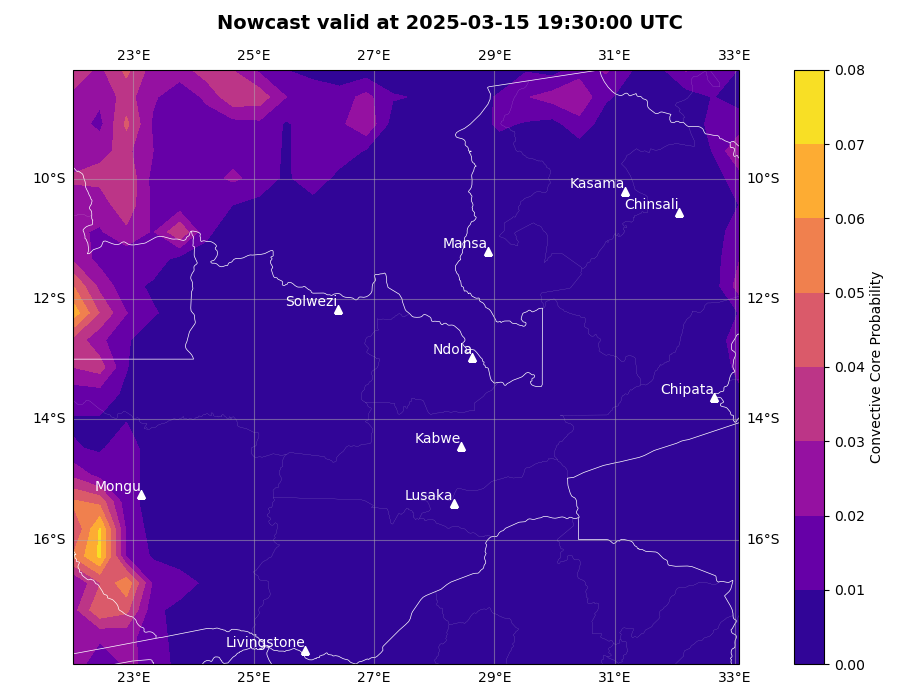 Nowcast valid at 2025-03-15 19:30:00 UTC
23°E 25°E 27°E 29°E 31°E 33°E
0.08
0.07
0.06
0.05
0.04
0.03
0.02
0.01
0.00
Convective Core Probability
10°S 10°S
12°S 12°S
14°S 14°S
16°S 16°S
Kasama
Chinsali
Mansa
Solwezi
Ndola
Chipata
Kabwe
Mongu
Lusaka
Livingstone
23°E 25°E 27°E 29°E 31°E 33°E